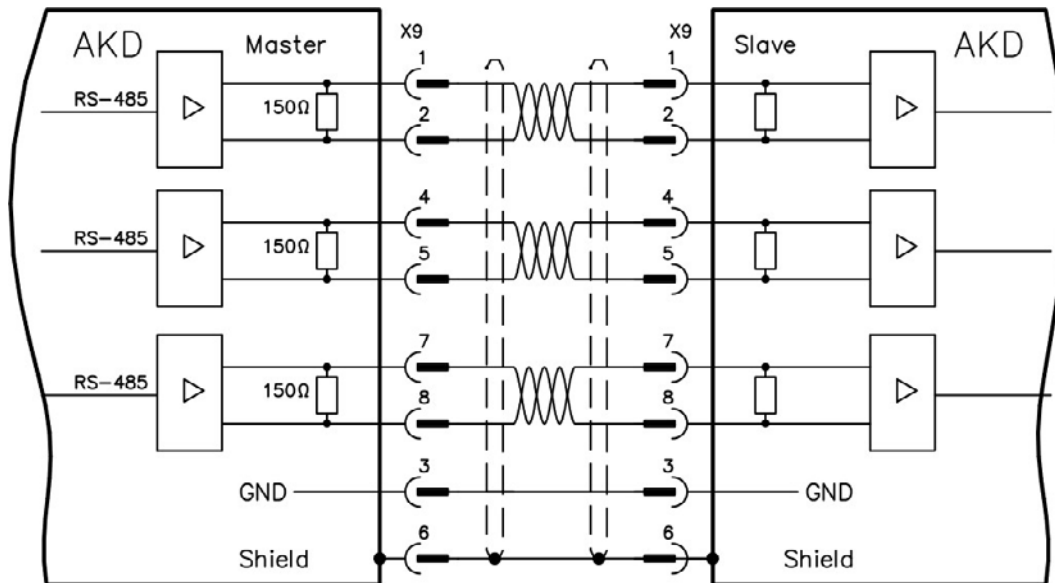 AKD Master X9 X9 Slave AKD
1 1
RS-485 150Ω
2 2
4 4
RS-485 150Ω
5 5
7 7
RS-485 150Ω
8 8
3 3
GND GND
6 6
Shield Shield